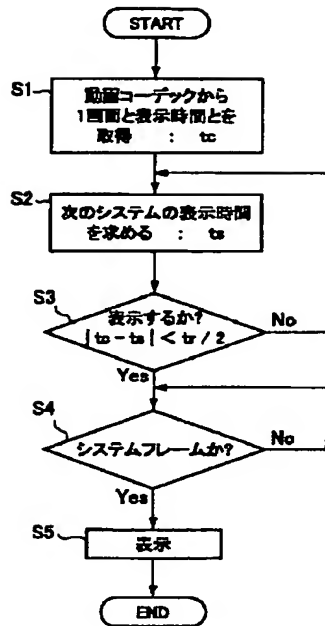 START
S1
動画コーデックから
1画面と表示時間とを
取得 : tc
S2
次のシステムの表示時間
を求める : ts
S3
表示するか?
|tc-ts|<tr/2
No
Yes
S4
システムフレームか?
No
Yes
S5
表示
END